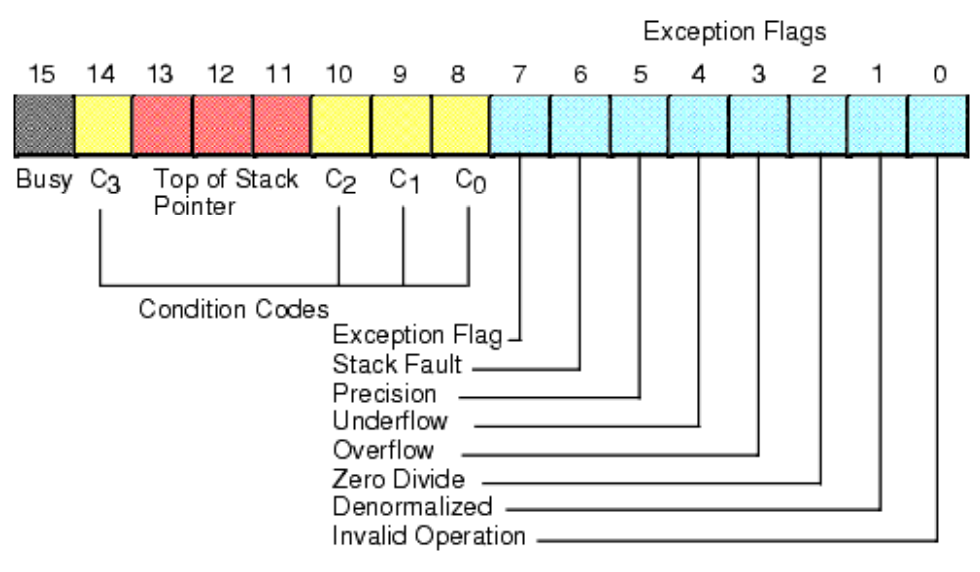 Exception Flags
15 14 13 12 11 10 9 8 7 6 5 4 3 2 1 0
Busy C3 Top of Stack C2 C1 C0
Pointer
Condition Codes
Exception Flag
Stack Fault
Precision
Underflow
Overflow
Zero Divide
Denormalized
Invalid Operation